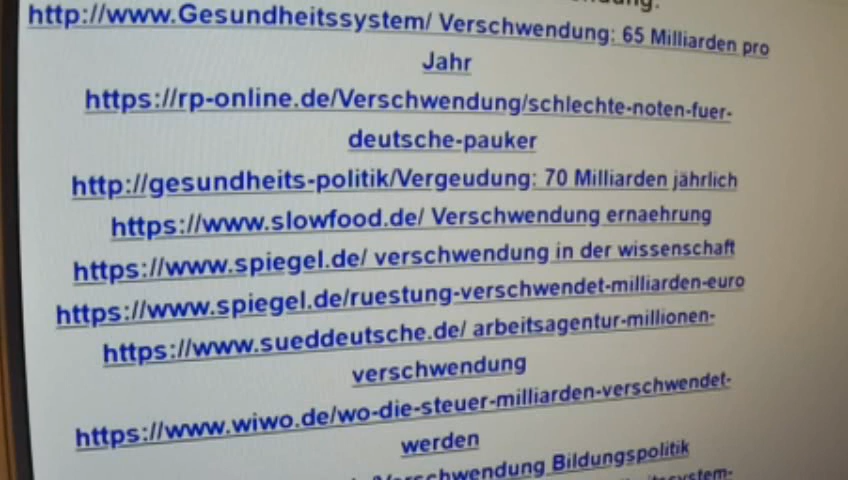 http://www.Gesundheitssystem/ Verschwendung: 65 Milliarden pro
Jahr
https://rp-online.de/Verschwendung/schlechte-noten-fuer-
deutsche-pauker
http://gesundheits-politik/Vergeudung: 70 Milliarden jährlich
https://www.slowfood.de/ Verschwendung ernaehrung
https://www.spiegel.de/ verschwendung in der wissenschaft
https://www.spiegel.de/ruestung-verschwendet-milliarden-euro
https://www.sueddeutsche.de/ arbeitsagentur-millionen-
verschwendung
https://www.wiwo.de/wo-die-steuer-milliarden-verschwendet-
werden
Verschwendung Bildungspolitik